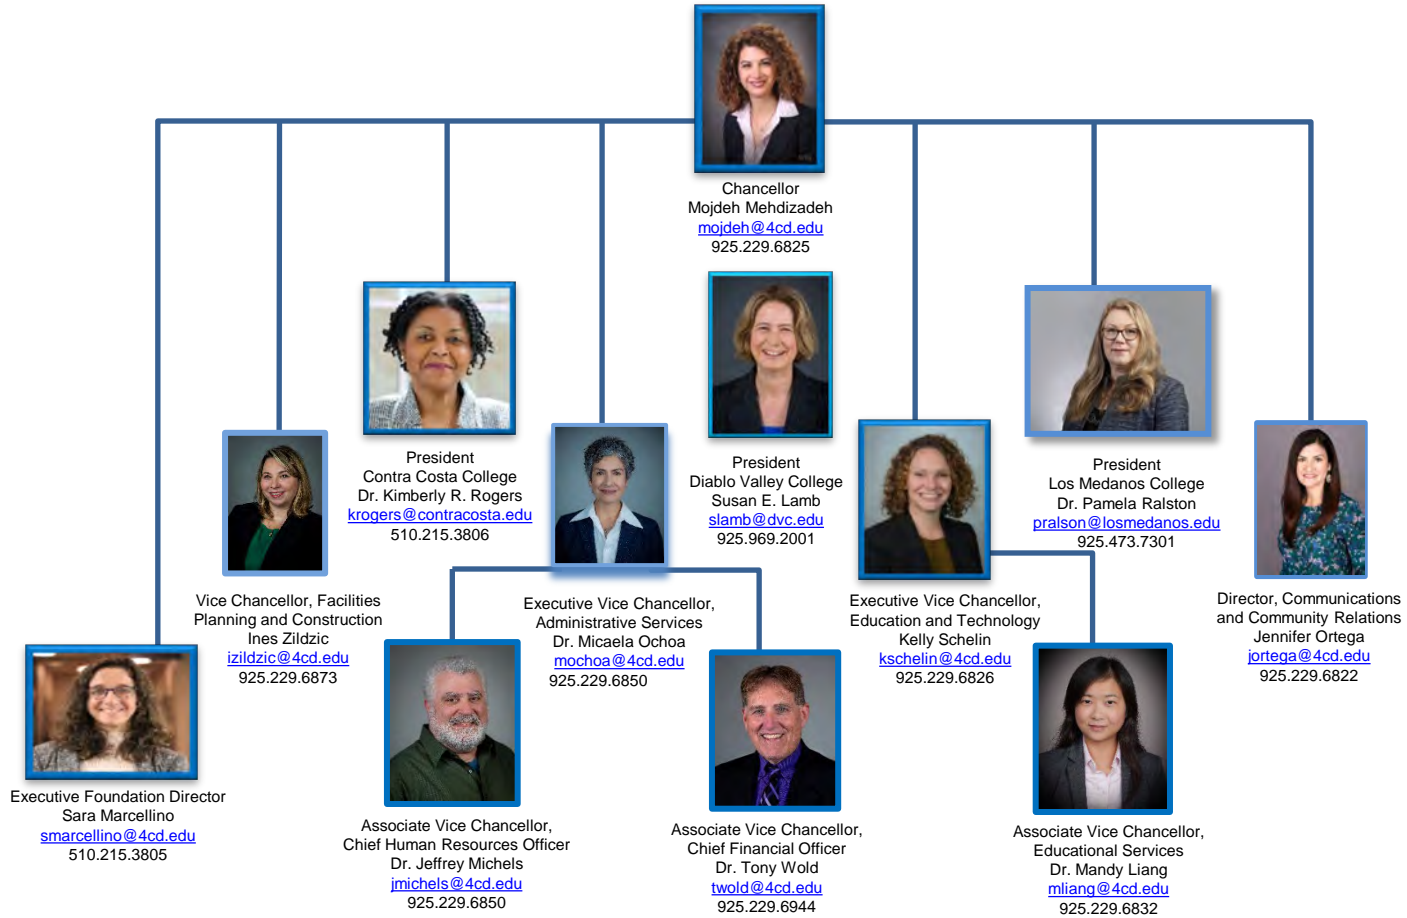 Chancellor
Mojdeh Mehdizadeh
mojdeh@4cd.edu
925.229.6825
President
Contra Costa College
Dr. Kimberly R. Rogers
krogers@contracosta.edu
510.215.3806
President
Diablo Valley College
Susan E. Lamb
slamb@dvc.edu
925.969.2001
President
Los Medanos College
Dr. Pamela Ralston
pralson@losmedanos.edu
925.473.7301
Vice Chancellor, Facilities
Planning and Construction
Ines Zildzic
izildzic@4cd.edu
925.229.6873
Executive Vice Chancellor,
Administrative Services
Dr. Micaela Ochoa
mochoa@4cd.edu
925.229.6850
Executive Vice Chancellor,
Education and Technology
Kelly Schelin
kschelin@4cd.edu
925.229.6826
Director, Communications
and Community Relations
Jennifer Ortega
jortega@4cd.edu
925.229.6822
Executive Foundation Director
Sara Marcellino
smarcellino@4cd.edu
510.215.3805
Associate Vice Chancellor,
Chief Human Resources Officer
Dr. Jeffrey Michels
jmichels@4cd.edu
925.229.6850
Associate Vice Chancellor,
Chief Financial Officer
Dr. Tony Wold
twold@4cd.edu
925.229.6944
Associate Vice Chancellor,
Educational Services
Dr. Mandy Liang
mliang@4cd.edu
925.229.6832